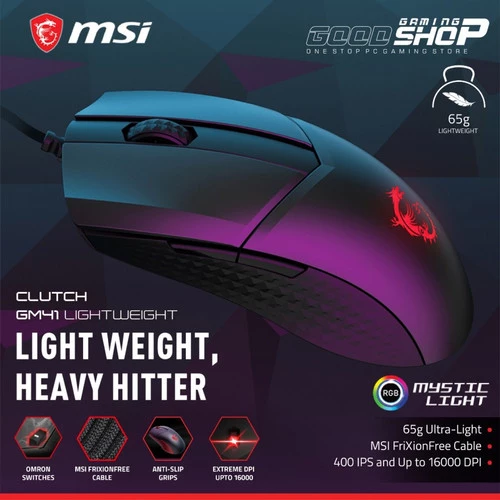 msi
GAMING
GOOD SHOP
ONE STOP PC GAMING STORE
65g
LIGHTWEIGHT
CLUTCH
GM41 LIGHTWEIGHT
LIGHT WEIGHT,
HEAVY HITTER
RGB
MYSTIC
LIGHT
65g Ultra-Light •
MSI FriXionFree Cable •
400 IPS and Up to 16000 DPI •
OMRON
SWITCHES
MSI FRIXIONFREE
CABLE
ANTI-SLIP
GRIPS
EXTREME DPI
UPTO 16000